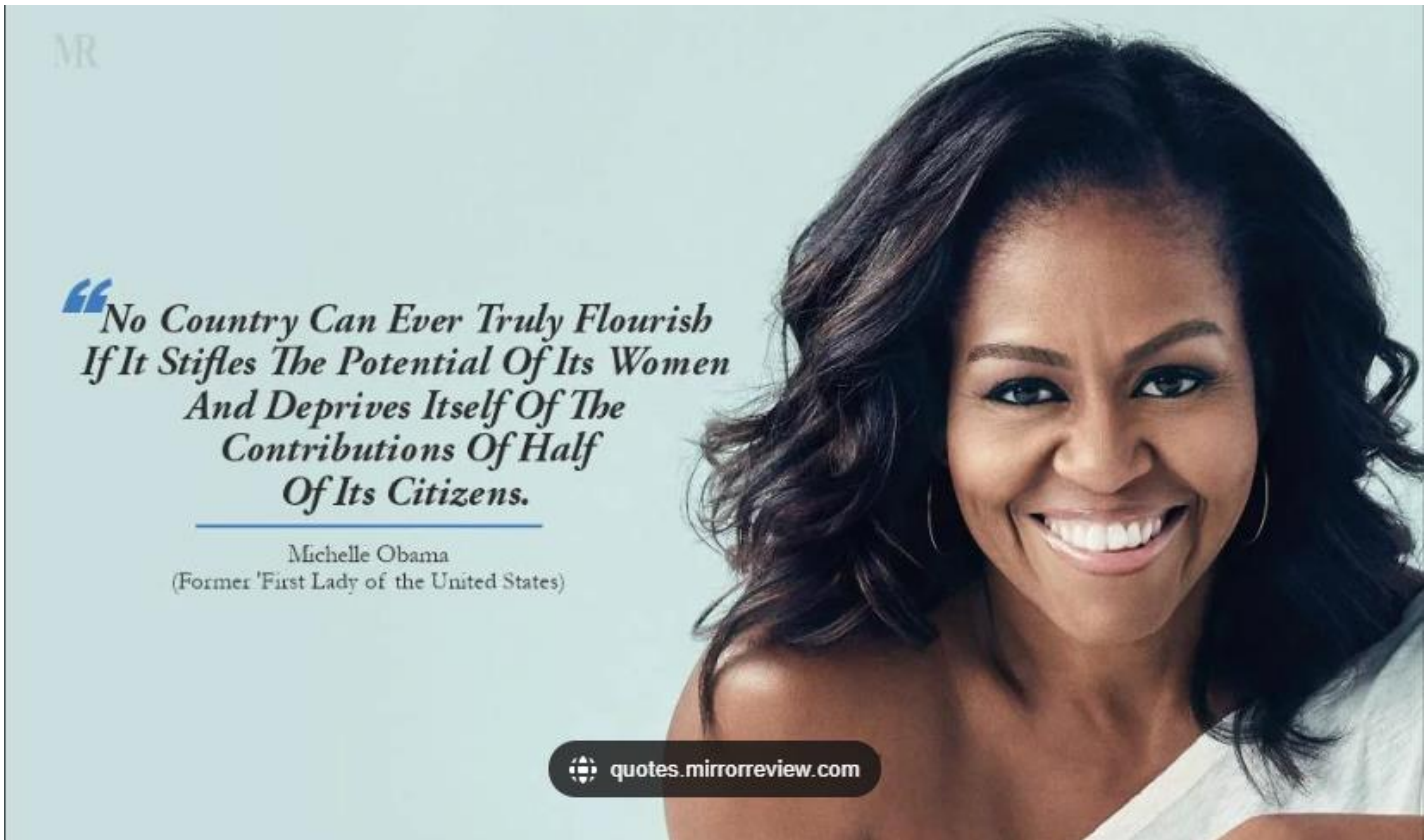 MR
“No Country Can Ever Truly Flourish
If It Stifles The Potential Of Its Women
And Deprives Itself Of The
Contributions Of Half
Of Its Citizens.
Michelle Obama
(Former 'First Lady of the United States)
quotes.mirrorreview.com